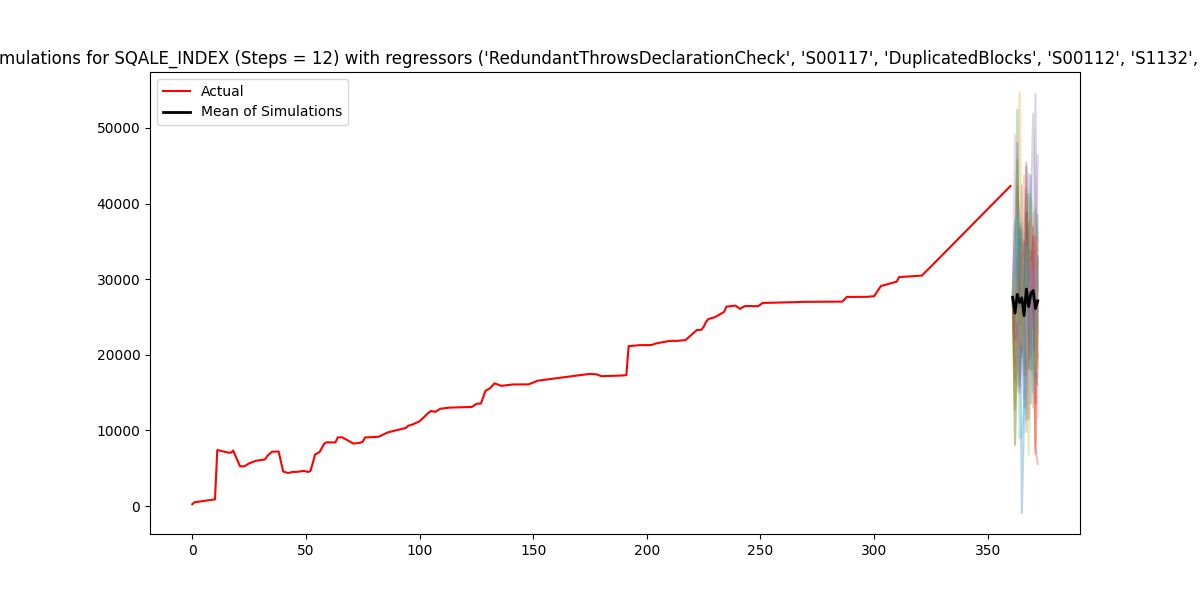 mulations for SQALE_INDEX (Steps = 12) with regressors ('RedundantThrowsDeclarationCheck', 'S00117', 'DuplicatedBlocks', 'S00112', 'S1132',
Actual
Mean of Simulations
50000
40000
30000
20000
10000
0
0 50 100 150 200 250 300 350